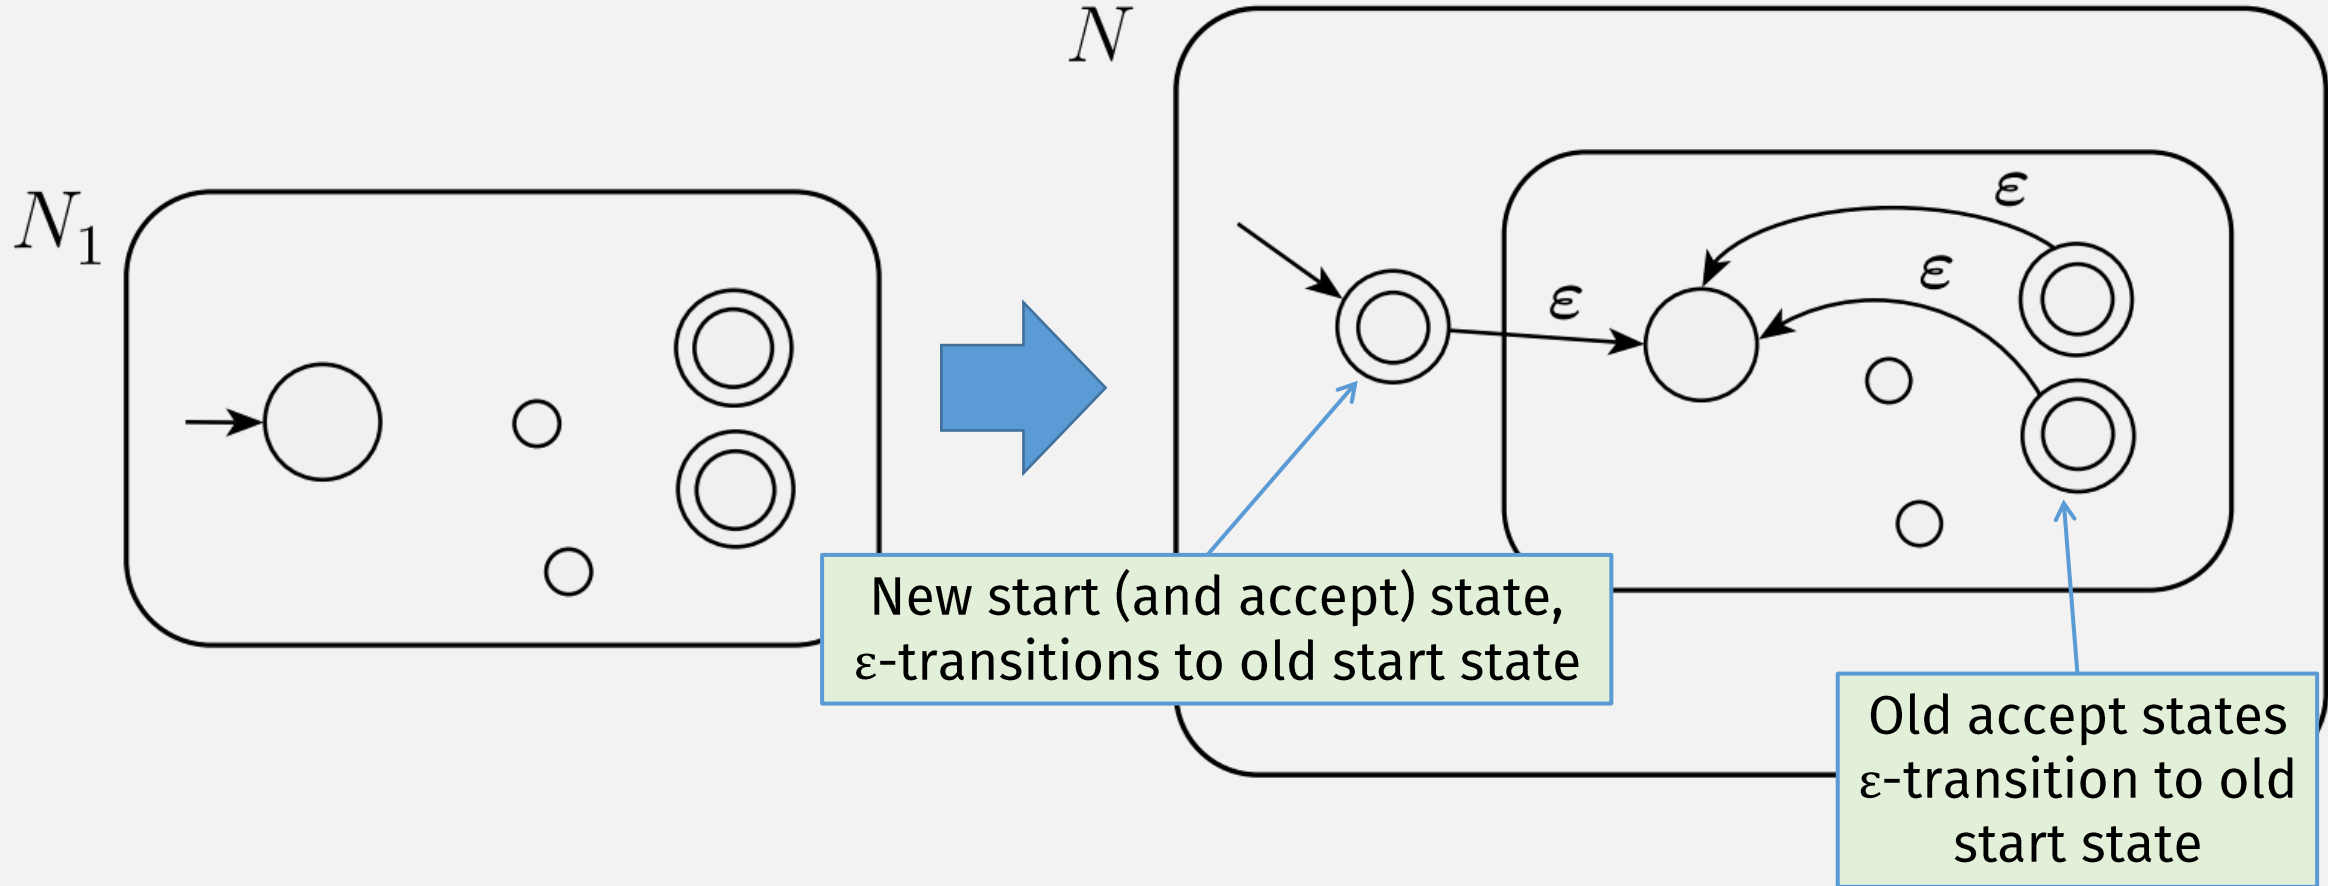 N
N₁
ε
ε
ε
New start (and accept) state,
ε-transitions to old start state
Old accept states
ε-transition to old
start state